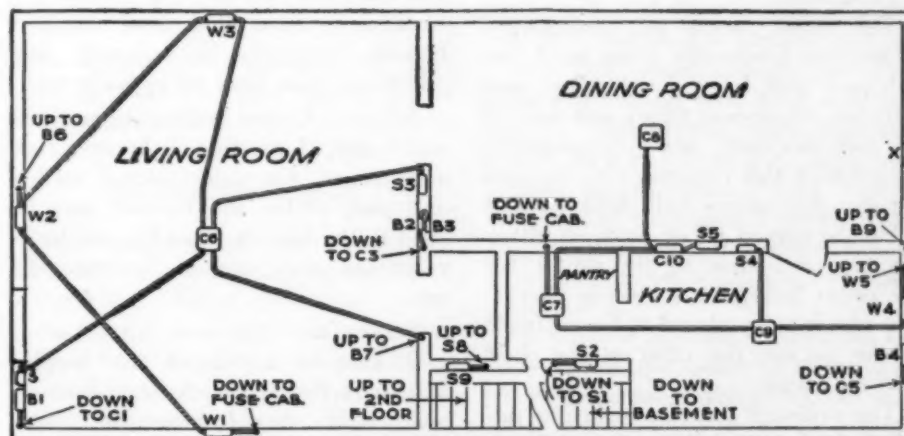 W3
DINING ROOM
UP TO
B6
LIVING ROOM
C8
X
S3
W2
B2
B3
DOWN TO
FUSE CAB.
S5
UP TO
B9
C6
DOWN
TO C3
C10
S4
UP TO
W5
PANTRY
KITCHEN
C7
W4
C9
UP TO
B7
UP TO
S8
S2
B4
3
S9
DOWN
TO C5
B1
DOWN
TO C1
DOWN TO
FUSE CAB.
UP TO
2ND
FLOOR
DOWN
TO S1
DOWN
TO
BASEMENT
W1